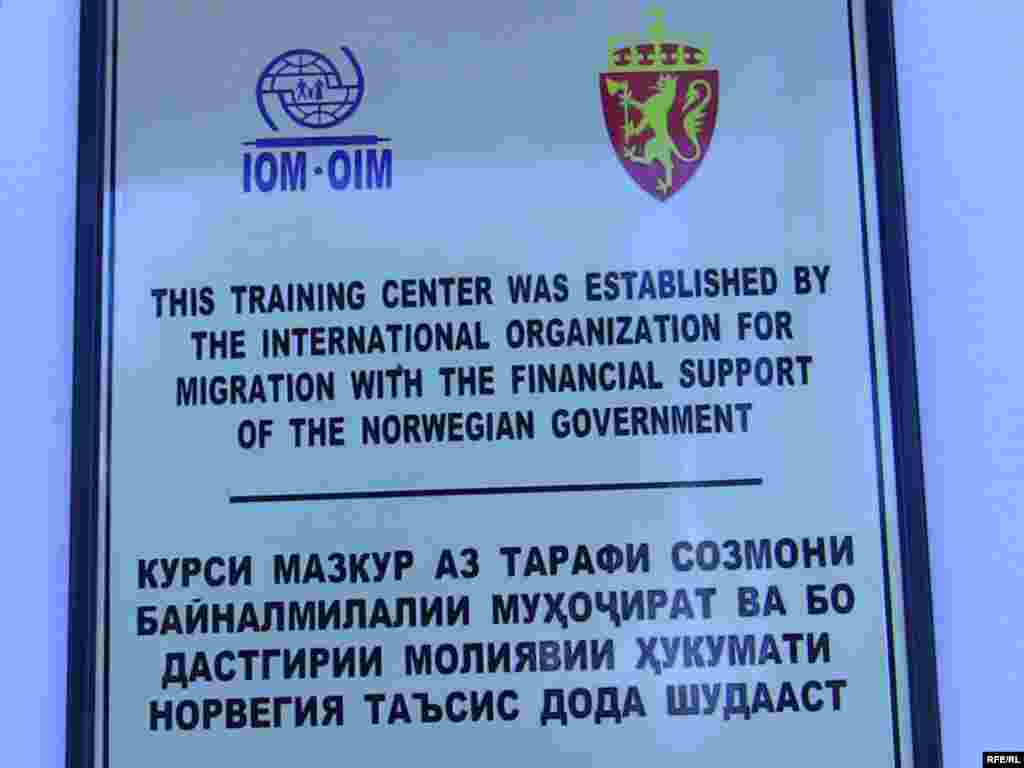 IOM·OIM
THIS TRAINING CENTER WAS ESTABLISHED BY
THE INTERNATIONAL ORGANIZATION FOR
MIGRATION WITH THE FINANCIAL SUPPORT
OF THE NORWEGIAN GOVERNMENT
КУРСИ МАЗКУР АЗ ТАРАФИ СОЗМОНИ
БАЙНАЛМИЛАЛИИ МУҲОҶИРАТ ВА БО
ДАСТГИРИИ МОЛИЯВИИ ҲУКУМАТИ
НОРВЕГИЯ ТАЪСИС ДОДА ШУДААСТ
RFE/RL